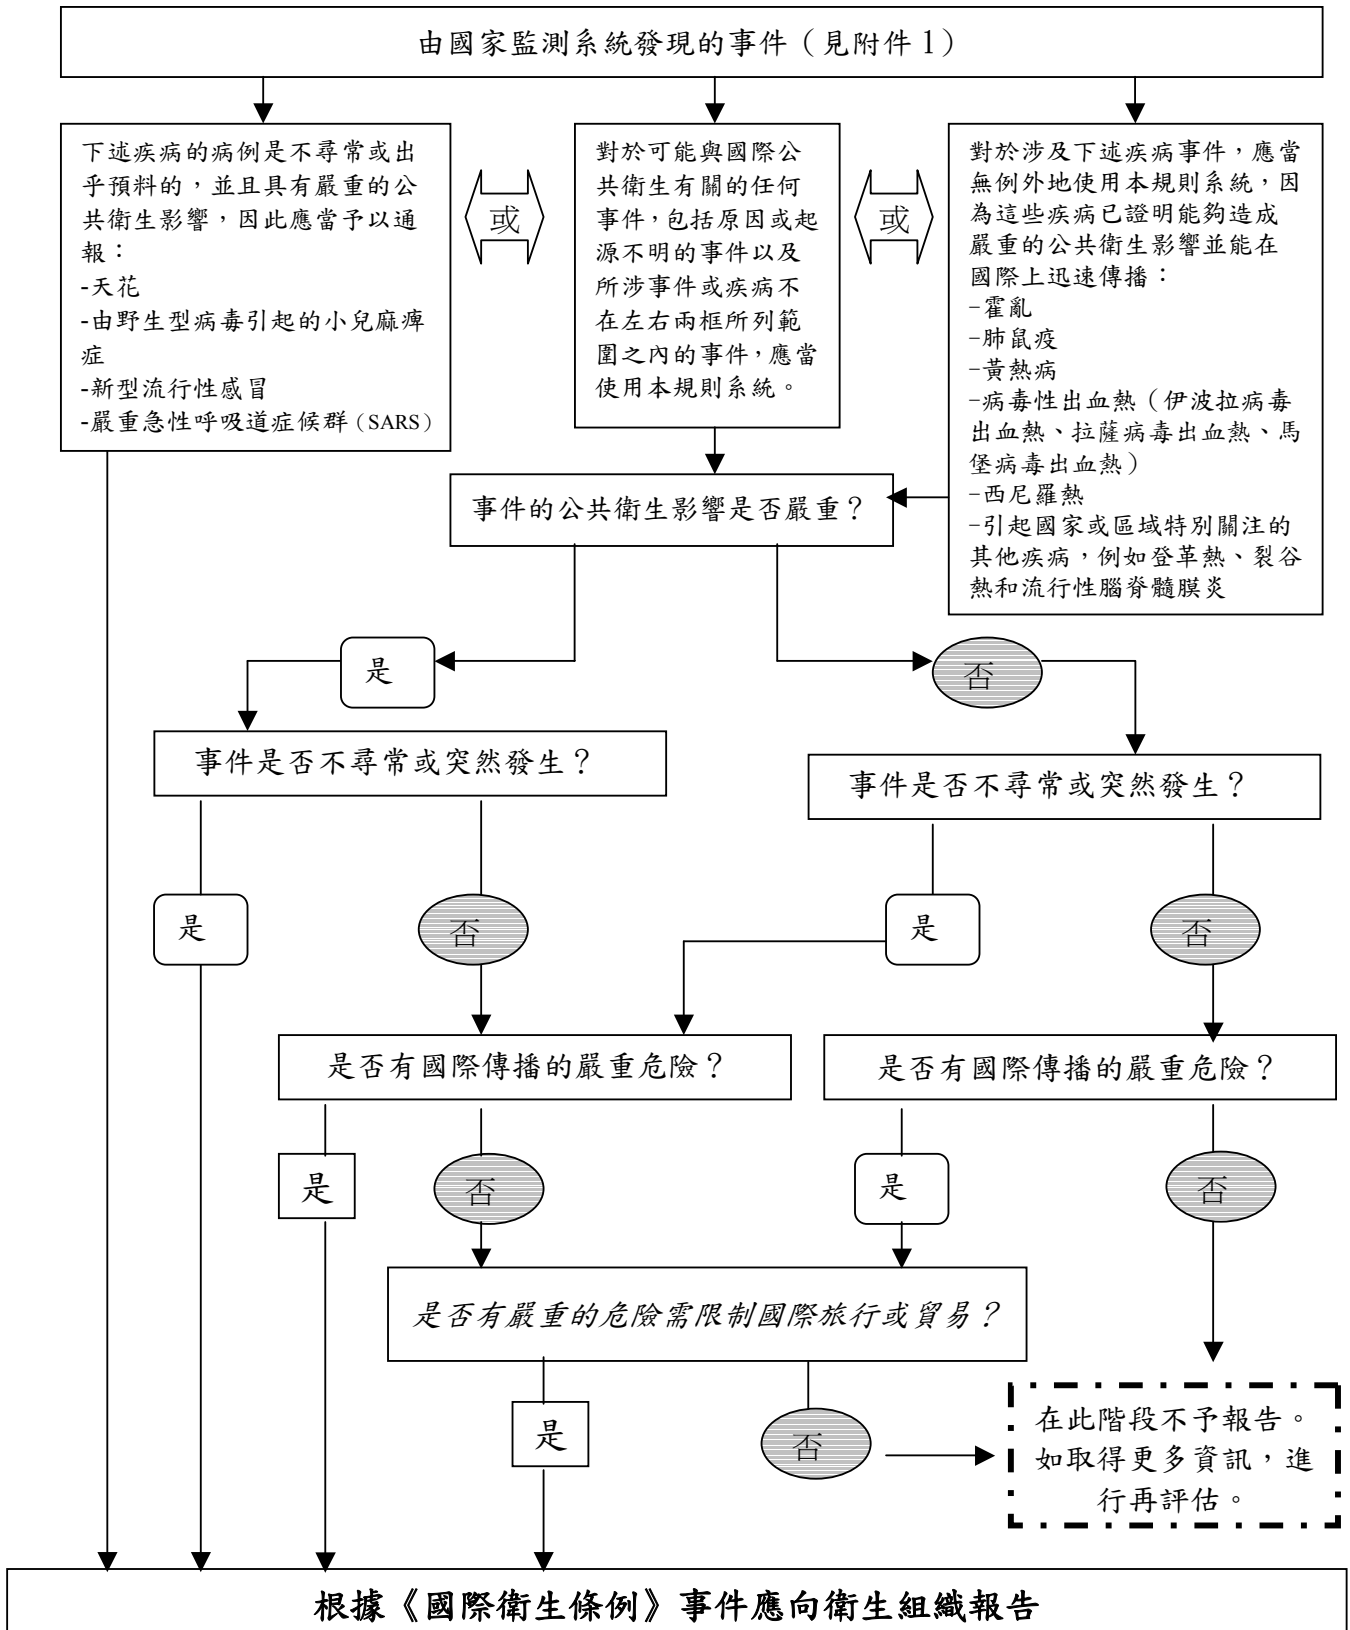 由國家監測系統發現的事件（見附件1）
下述疾病的病例是不尋常或出
乎預料的，並且具有嚴重的公
共衛生影響，因此應當予以通
報：
-天花
-由野生型病毒引起的小兒麻痺
症
-新型流行性感冒
-嚴重急性呼吸道症候群（SARS）
或
對於可能與國際公
共衛生有關的任何
事件，包括原因或起
源不明的事件以及
所涉事件或疾病不
在左右兩框所列範
圍之內的事件，應當
使用本規則系統。
或
對於涉及下述疾病事件，應當
無例外地使用本規則系統，因
為這些疾病已證明能夠造成
嚴重的公共衛生影響並能在
國際上迅速傳播：
-霍亂
-肺鼠疫
-黃熱病
-病毒性出血熱（伊波拉病毒
出血熱、拉薩病毒出血熱、馬
堡病毒出血熱）
-西尼羅熱
-引起國家或區域特別關注的
其他疾病，例如登革熱、裂谷
熱和流行性腦脊髓膜炎
事件的公共衛生影響是否嚴重？
是
否
事件是否不尋常或突然發生？
事件是否不尋常或突然發生？
是
否
是
否
是否有國際傳播的嚴重危險？
是否有國際傳播的嚴重危險？
是
否
是
否
是否有嚴重的危險需限制國際旅行或貿易？
是
否
在此階段不予報告。
如取得更多資訊，進
行再評估。
根據《國際衛生條例》事件應向衛生組織報告